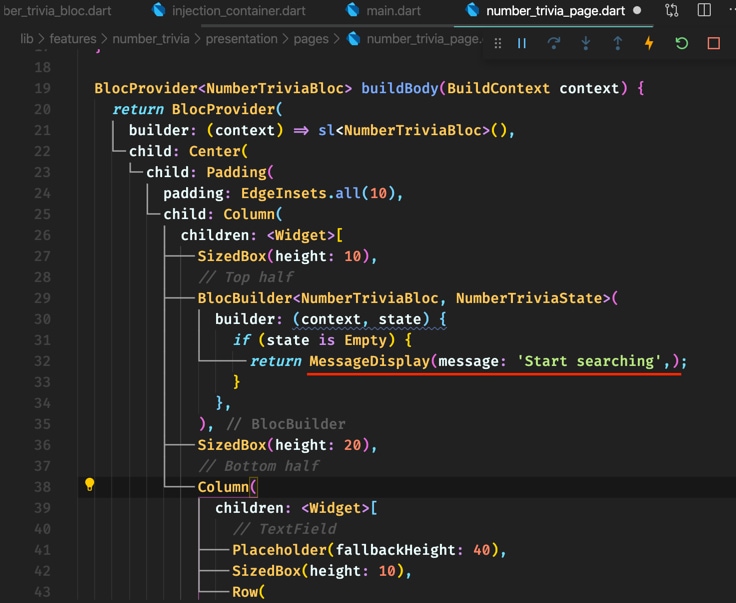 ber_trivia_bloc.dart injection_container.dart main.dart number_trivia_page.dart
lib > features > number_trivia > presentation > pages > number_trivia_page.
18
19 BlocProvider<NumberTriviaBloc> buildBody(BuildContext context) {
20 return BlocProvider(
21 builder: (context) => sl<NumberTriviaBloc>(),
22 child: Center(
23 child: Padding(
24 padding: EdgeInsets.all(10),
25 child: Column(
26 children: <Widget>[
27 SizedBox(height: 10),
28 // Top half
29 BlocBuilder<NumberTriviaBloc, NumberTriviaState>(
30 builder: (context, state) {
31 if (state is Empty) {
32 return MessageDisplay(message: 'Start searching',);
33 }
34 },
35 ), // BlocBuilder
36 SizedBox(height: 20),
37 // Bottom half
38 Column(
39 children: <Widget>[
40 // TextField
41 Placeholder(fallbackHeight: 40),
42 SizedBox(height: 10),
43 Row(